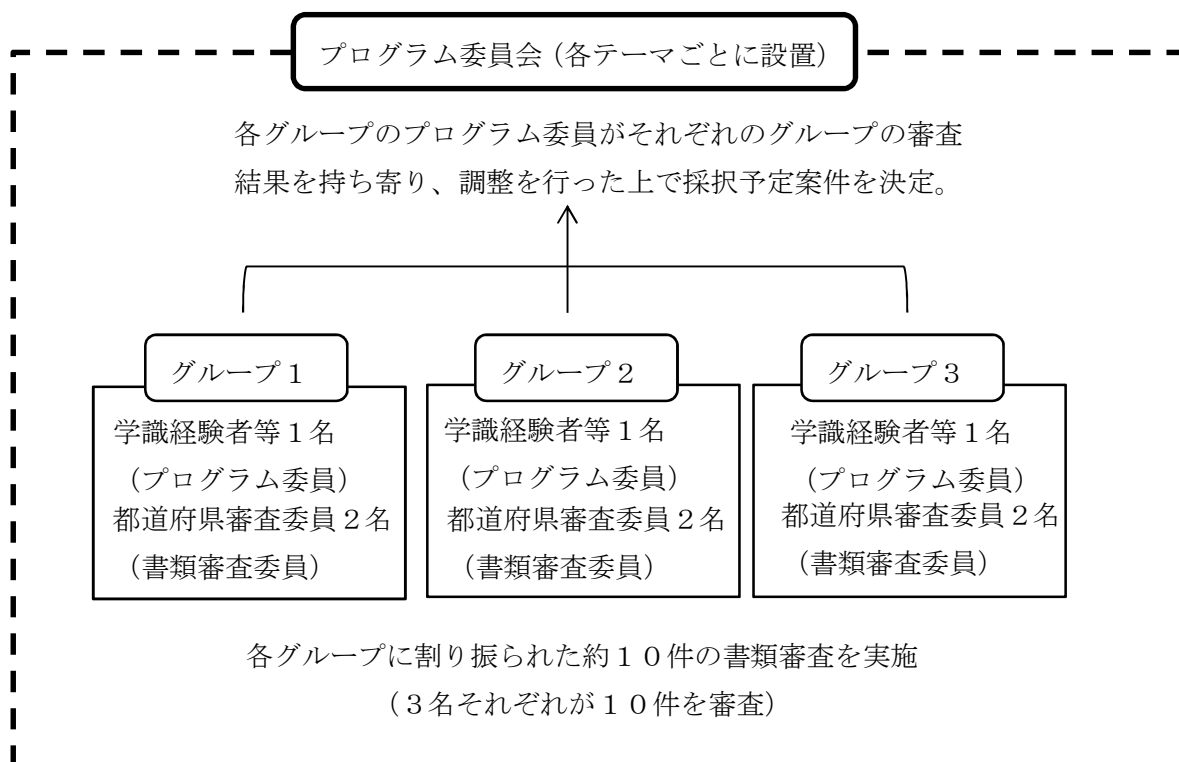 プログラム委員会（各テーマごとに設置）
各グループのプログラム委員がそれぞれのグループの審査
結果を持ち寄り、調整を行った上で採択予定案件を決定。
グループ１
学識経験者等１名
（プログラム委員）
都道府県審査委員２名
（書類審査委員）
グループ２
学識経験者等１名
（プログラム委員）
都道府県審査委員２名
（書類審査委員）
グループ３
学識経験者等１名
（プログラム委員）
都道府県審査委員２名
（書類審査委員）
各グループに割り振られた約１０件の書類審査を実施
（３名それぞれが１０件を審査）